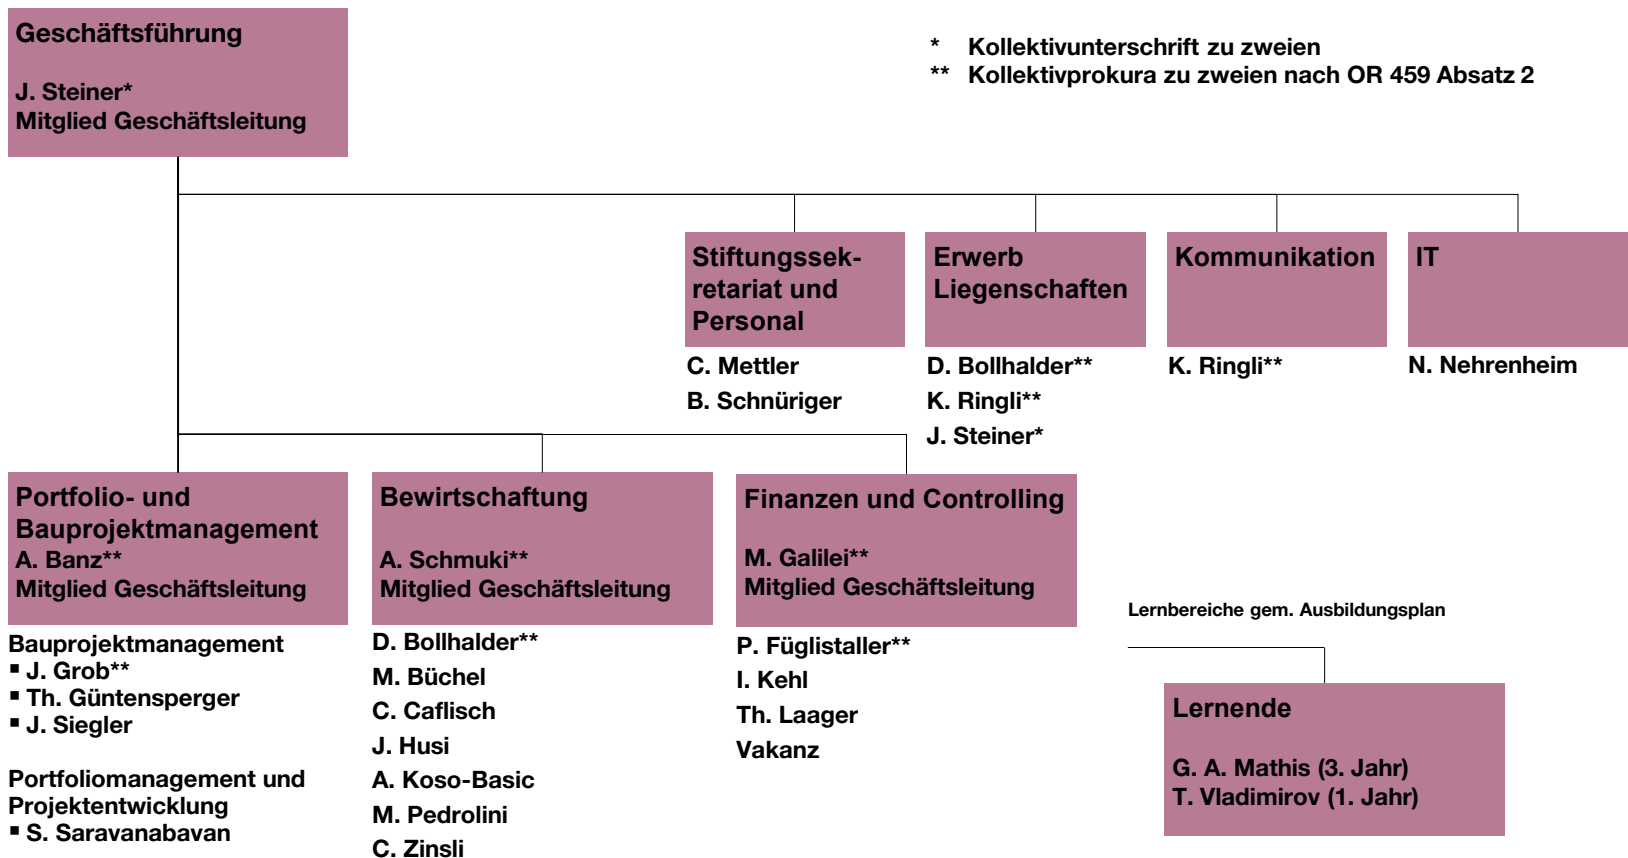 Geschäftsführung
J. Steiner*
Mitglied Geschäftsleitung
* Kollektivunterschrift zu zweien
** Kollektivprokura zu zweien nach OR 459 Absatz 2
Stiftungssek-
retariat und
Personal
C. Mettler
B. Schnüriger
Erwerb
Liegenschaften
D. Bollhalder**
K. Ringli**
J. Steiner*
Kommunikation
K. Ringli**
IT
N. Nehrenheim
Portfolio- und
Bauprojektmanagement
A. Banz**
Mitglied Geschäftsleitung
Bauprojektmanagement
▪ J. Grob**
▪ Th. Güntensperger
▪ J. Siegler
Portfoliomanagement und
Projektentwicklung
▪ S. Saravanabavan
Bewirtschaftung
A. Schmuki**
Mitglied Geschäftsleitung
D. Bollhalder**
M. Büchel
C. Caflisch
J. Husi
A. Koso-Basic
M. Pedrolini
C. Zinsli
Finanzen und Controlling
M. Galilei**
Mitglied Geschäftsleitung
P. Füglistaller**
I. Kehl
Th. Laager
Vakanz
Lernbereiche gem. Ausbildungsplan
Lernende
G. A. Mathis (3. Jahr)
T. Vladimirov (1. Jahr)